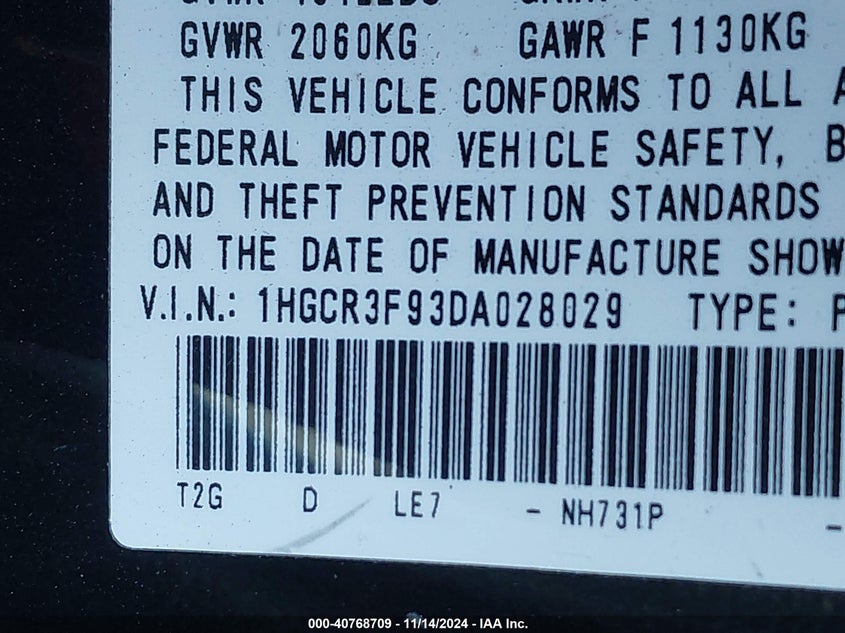 GVWR 2060KG GAWR F 1130KG
THIS VEHICLE CONFORMS TO ALL
FEDERAL MOTOR VEHICLE SAFETY, B
AND THEFT PREVENTION STANDARDS
ON THE DATE OF MANUFACTURE SHOW
V.I.N.: 1HGCR3F93DA028029 TYPE: P
T2G D LE7 - NH731P -
000-40768709 - 11/14/2024 - IAA Inc.